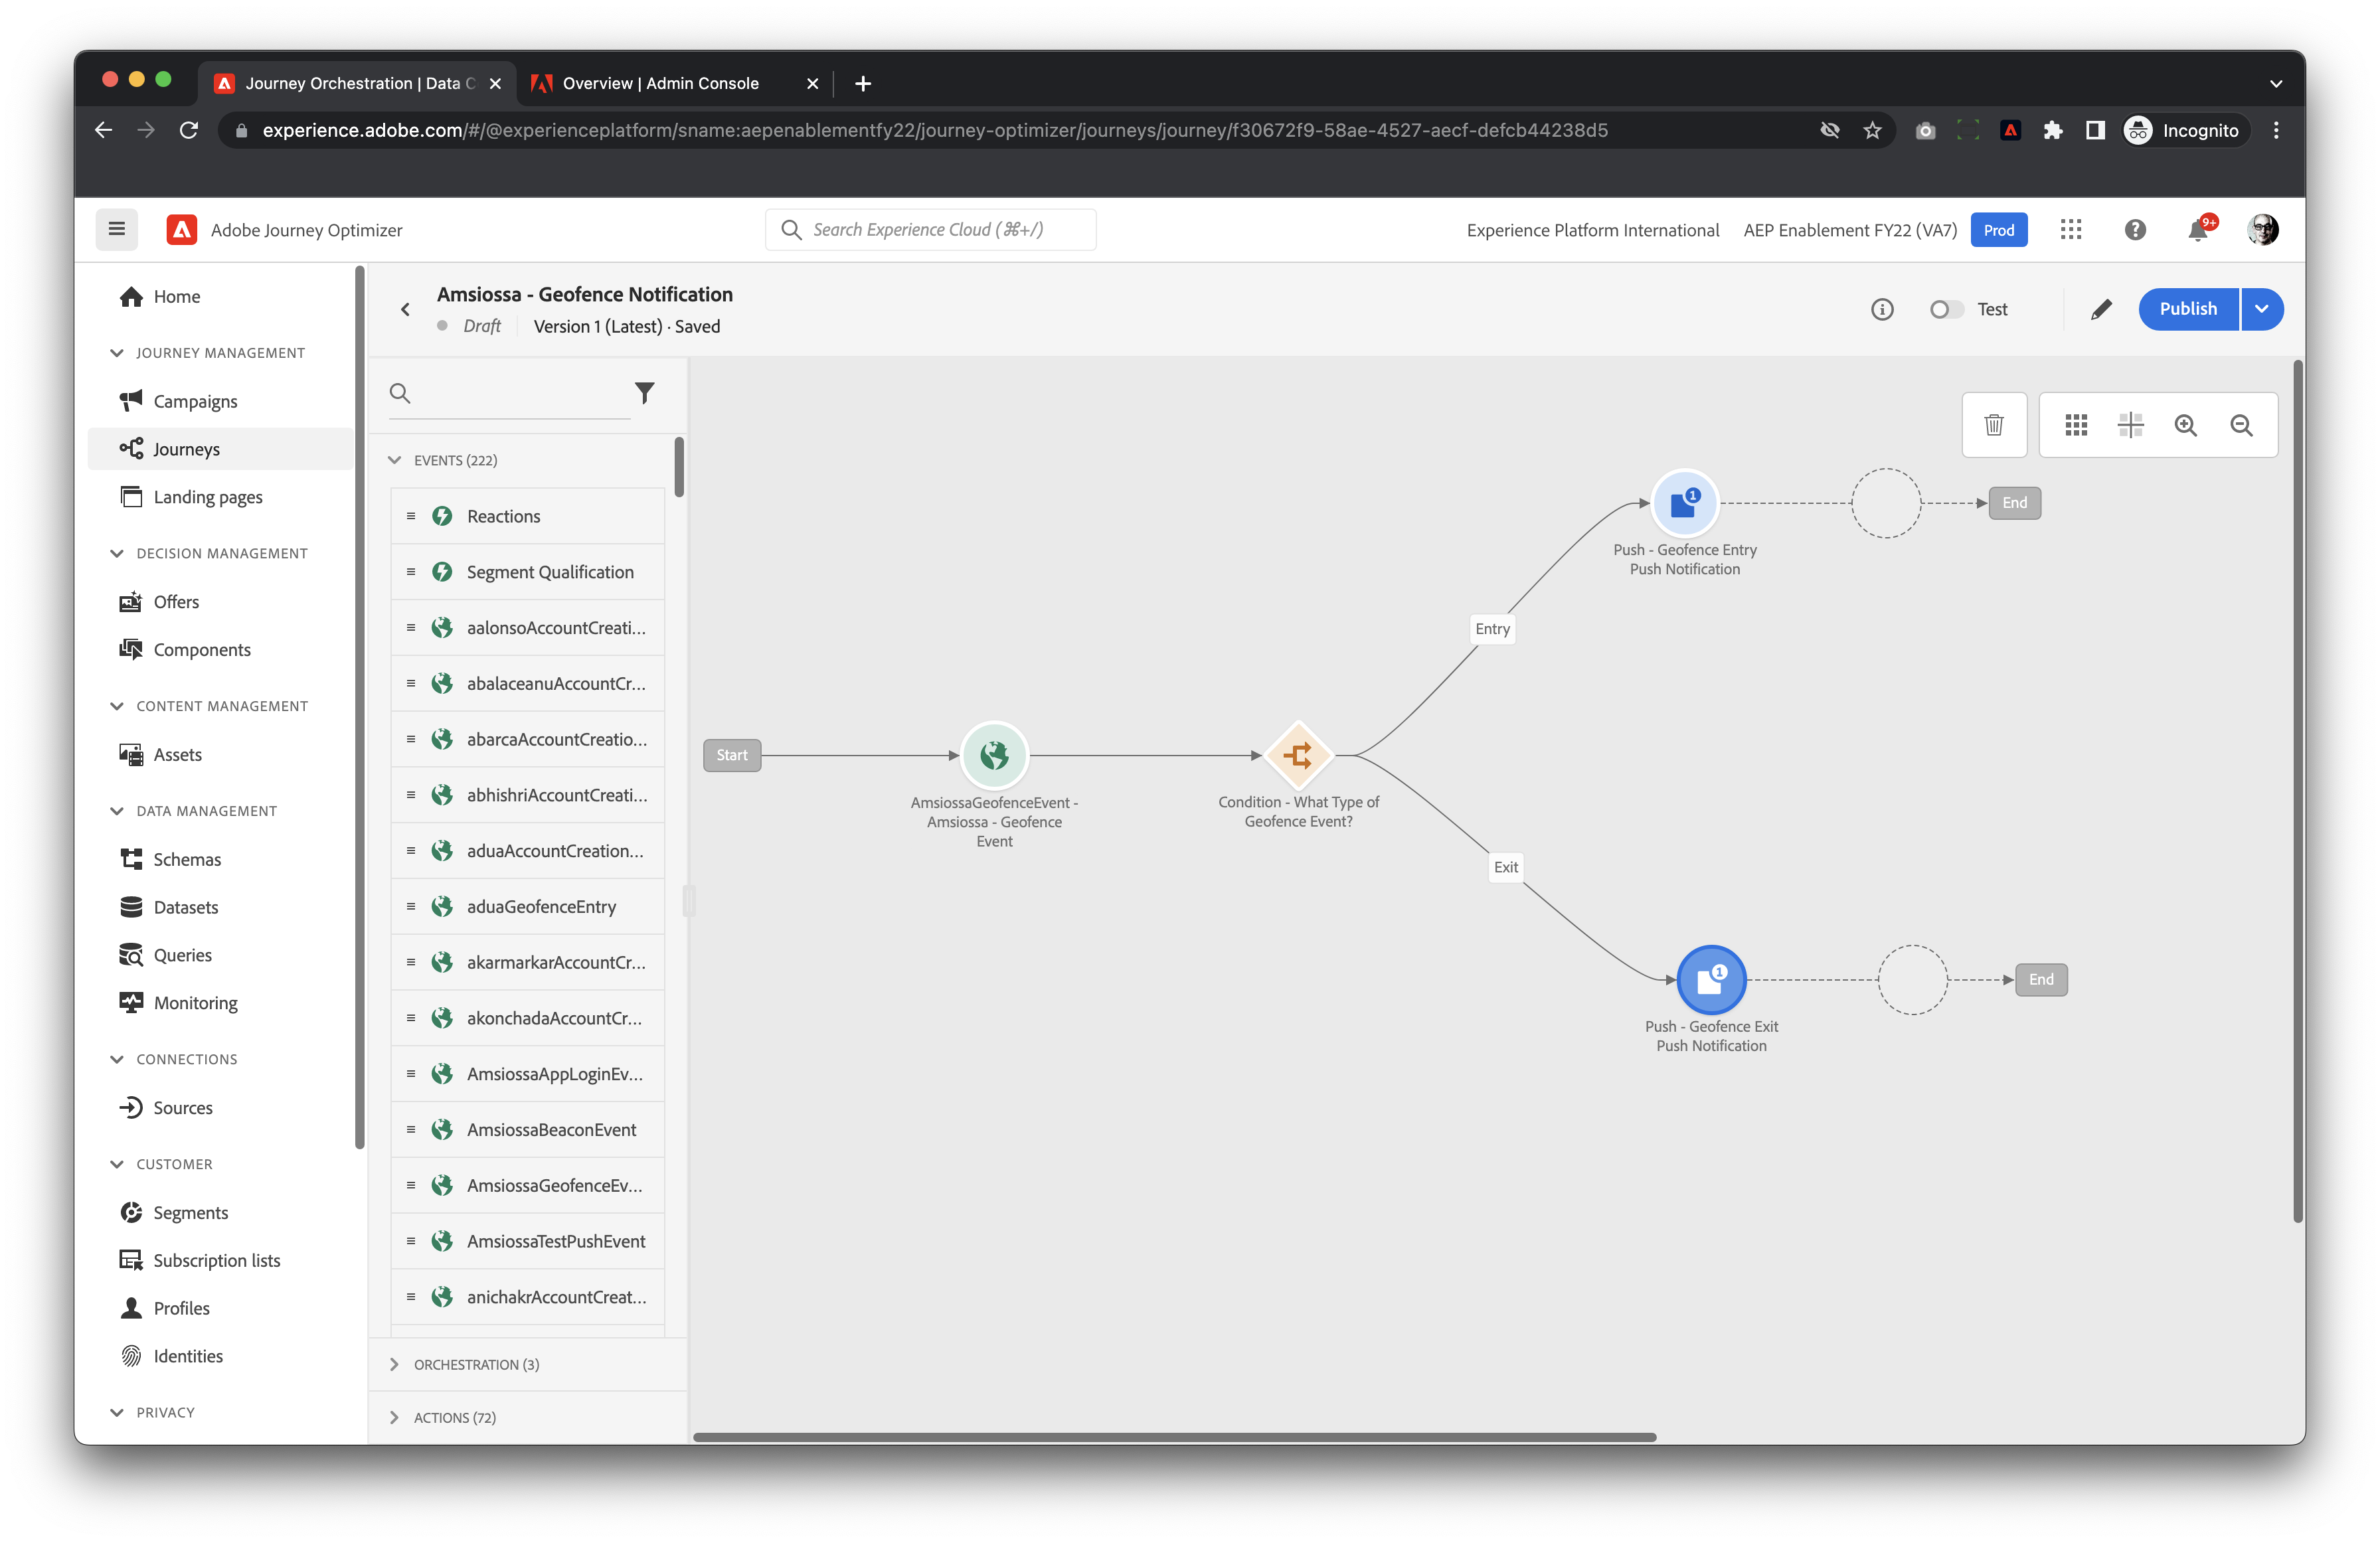 Journey Orchestration | Data C
Overview | Admin Console
experience.adobe.com/#/@experienceplatform/sname:aepenablementfy22/journey-optimizer/journeys/journey/f30672f9-58ae-4527-aecf-defcb44238d5
Incognito
Adobe Journey Optimizer
Search Experience Cloud (⌘+/)
Experience Platform International
AEP Enablement FY22 (VA7)
Prod
9+
Home
JOURNEY MANAGEMENT
Campaigns
Journeys
Landing pages
DECISION MANAGEMENT
Offers
Components
CONTENT MANAGEMENT
Assets
DATA MANAGEMENT
Schemas
Datasets
Queries
Monitoring
CONNECTIONS
Sources
CUSTOMER
Segments
Subscription lists
Profiles
Identities
PRIVACY
Amsiossa - Geofence Notification
Draft
Version 1 (Latest) · Saved
Test
Publish
EVENTS (222)
Reactions
Segment Qualification
aalonsoAccountCreati...
abalaceanuAccountCr...
abarcaAccountCreatio...
abhishriAccountCreati...
aduaAccountCreation...
aduaGeofenceEntry
akarmarkarAccountCr...
akonchadaAccountCr...
AmsiossaAppLoginEv...
AmsiossaBeaconEvent
AmsiossaGeofenceEv...
AmsiossaTestPushEvent
anichakrAccountCreat...
ORCHESTRATION (3)
ACTIONS (72)
Start
AmsiossaGeofenceEvent -
Amsiossa - Geofence
Event
Condition - What Type of
Geofence Event?
Entry
1
Push - Geofence Entry
Push Notification
End
Exit
1
Push - Geofence Exit
Push Notification
End